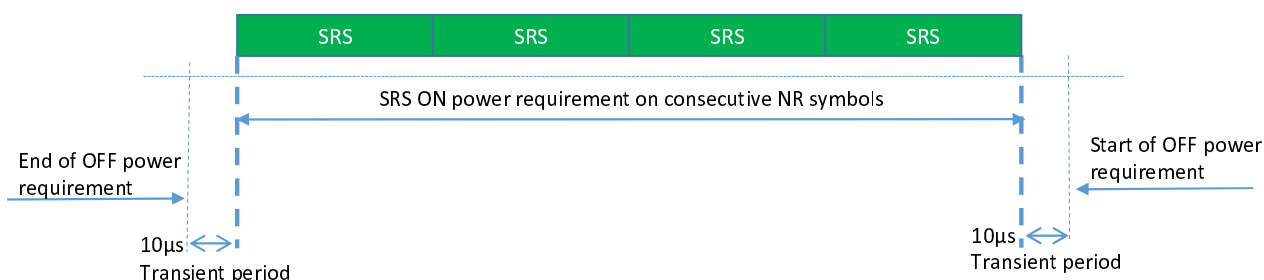 SRS SRS SRS SRS
SRS ON power requirement on consecutive NR symbols
End of OFF power
requirement
Start of OFF power
requirement
10µs
Transient period
10µs
Transient period